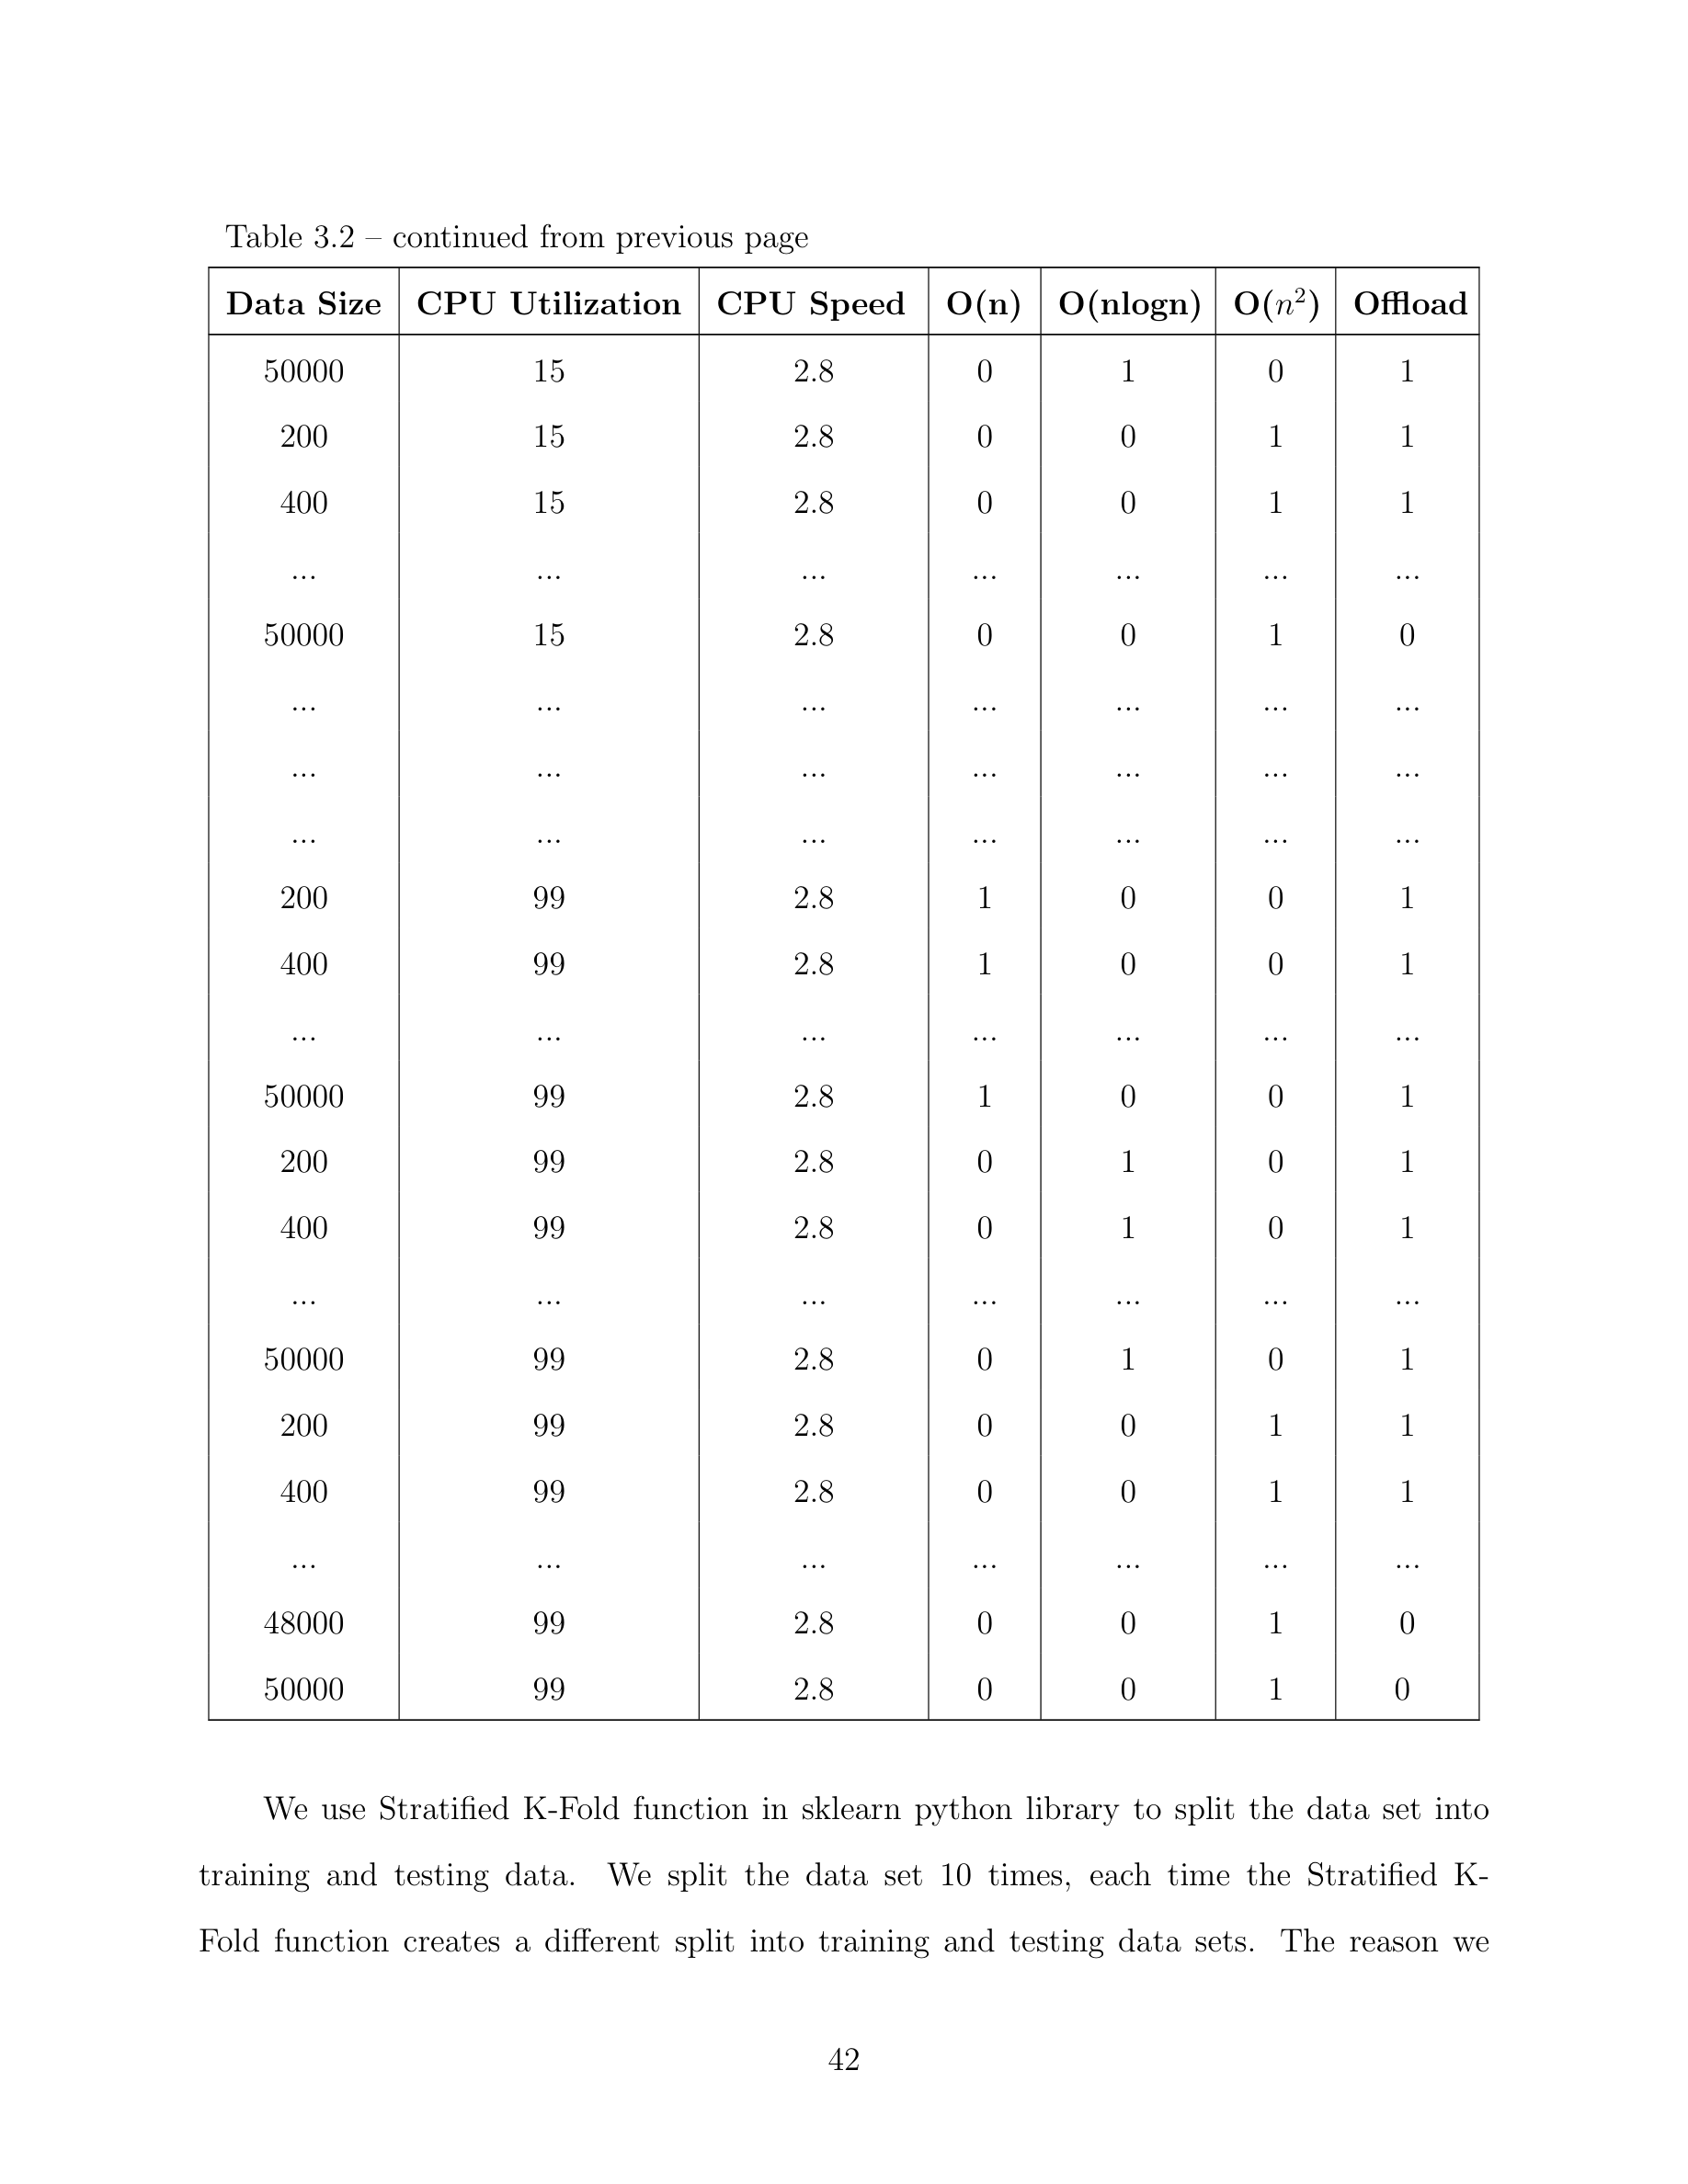 Table 3.2 – continued from previous page
Data Size CPU Utilization CPU Speed O(n) O(nlogn) O(n²) Offload
50000 15 2.8 0 1 0 1
200 15 2.8 0 0 1 1
400 15 2.8 0 0 1 1
... ... ... ... ... ... ...
50000 15 2.8 0 0 1 0
... ... ... ... ... ... ...
... ... ... ... ... ... ...
... ... ... ... ... ... ...
200 99 2.8 1 0 0 1
400 99 2.8 1 0 0 1
... ... ... ... ... ... ...
50000 99 2.8 1 0 0 1
200 99 2.8 0 1 0 1
400 99 2.8 0 1 0 1
... ... ... ... ... ... ...
50000 99 2.8 0 1 0 1
200 99 2.8 0 0 1 1
400 99 2.8 0 0 1 1
... ... ... ... ... ... ...
48000 99 2.8 0 0 1 0
50000 99 2.8 0 0 1 0
We use Stratified K-Fold function in sklearn python library to split the data set into
training and testing data. We split the data set 10 times, each time the Stratified K-
Fold function creates a different split into training and testing data sets. The reason we
42